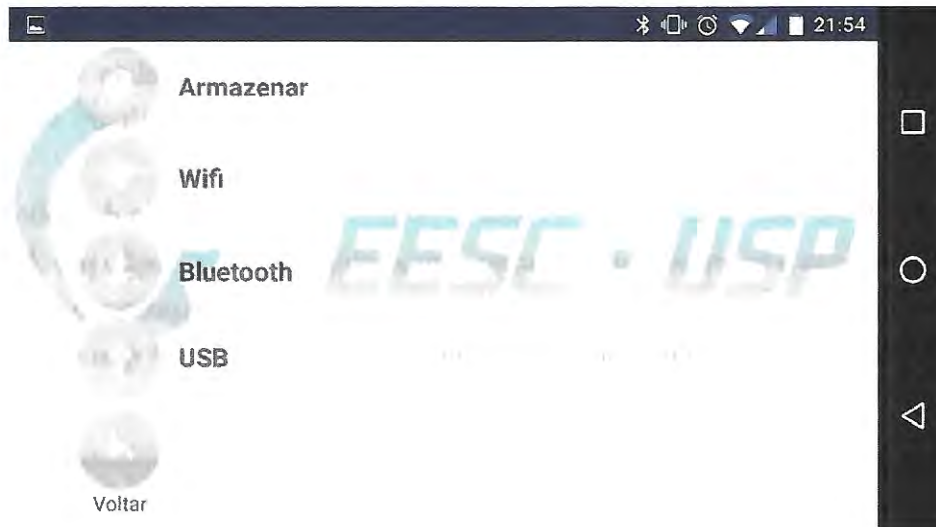 21:54
Armazenar
Wifi
EESC · USP
Bluetooth
USB
Voltar